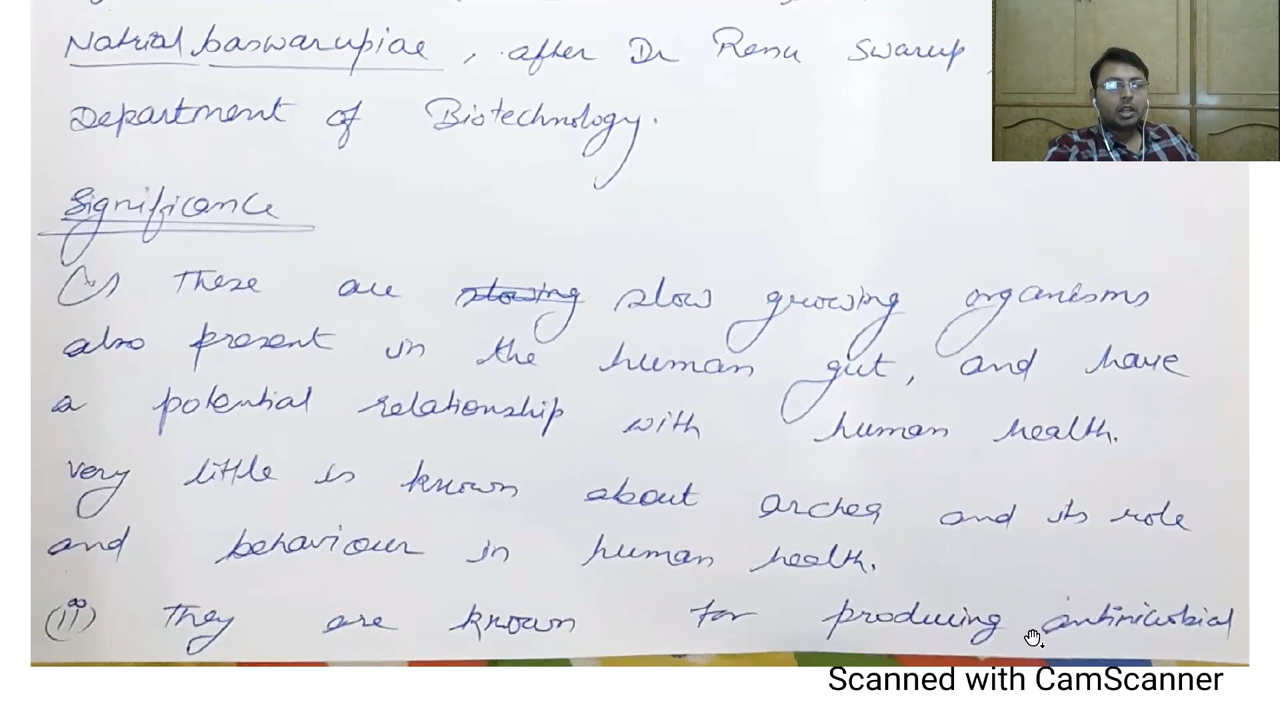 Natrialbaswarupiae, after Dr Renu Swarup,
Department of Biotechnology.
Significance
(i) These are slowing slow growing organisms
also present in the human gut, and have
a potential relationship with human health.
very little is known about archea and its role
and behaviour in human health.
(ii) They are known for producing antimicrobial
Scanned with CamScanner